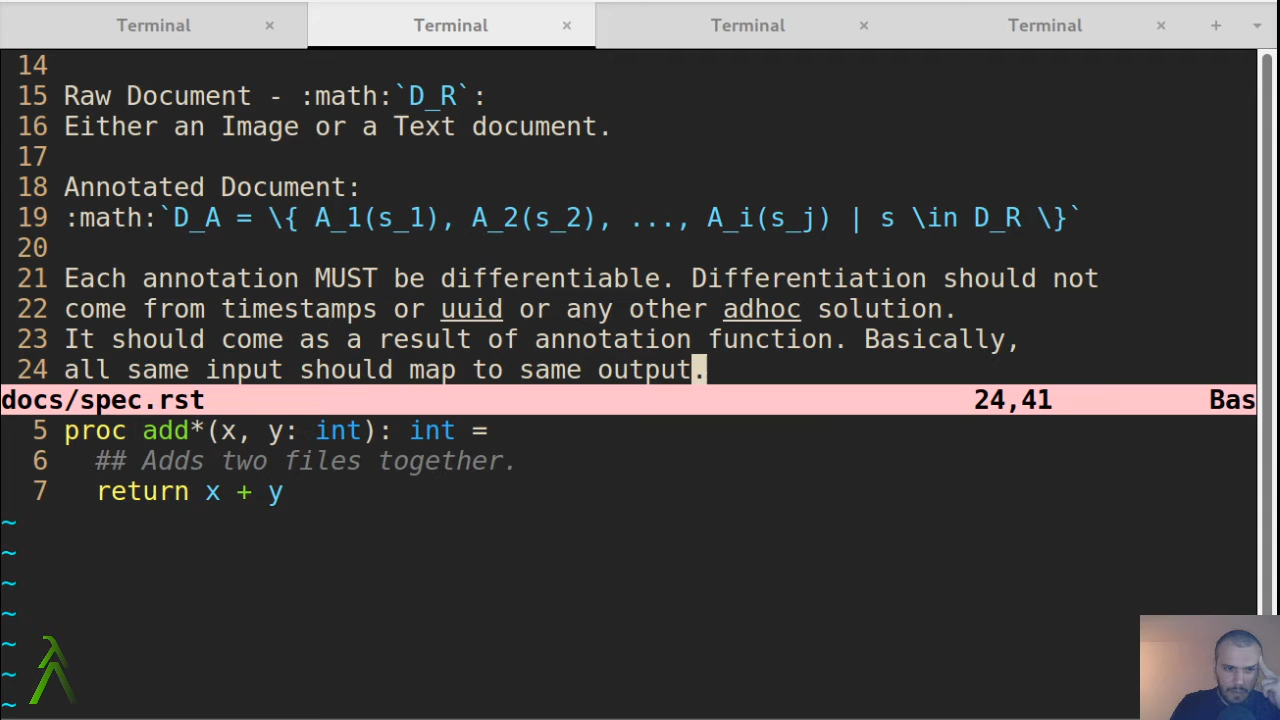 Terminal × Terminal × Terminal × Terminal × +
14
15 Raw Document - :math:`D_R`:
16 Either an Image or a Text document.
17
18 Annotated Document:
19 :math:`D_A = \{ A_1(s_1), A_2(s_2), ..., A_i(s_j) | s \in D_R \}`
20
21 Each annotation MUST be differentiable. Differentiation should not
22 come from timestamps or uuid or any other adhoc solution.
23 It should come as a result of annotation function. Basically,
24 all same input should map to same output.
docs/spec.rst 24,41 Bas
5 proc add*(x, y: int): int =
6 ## Adds two files together.
7 return x + y
~
~
~
~
~
~
~